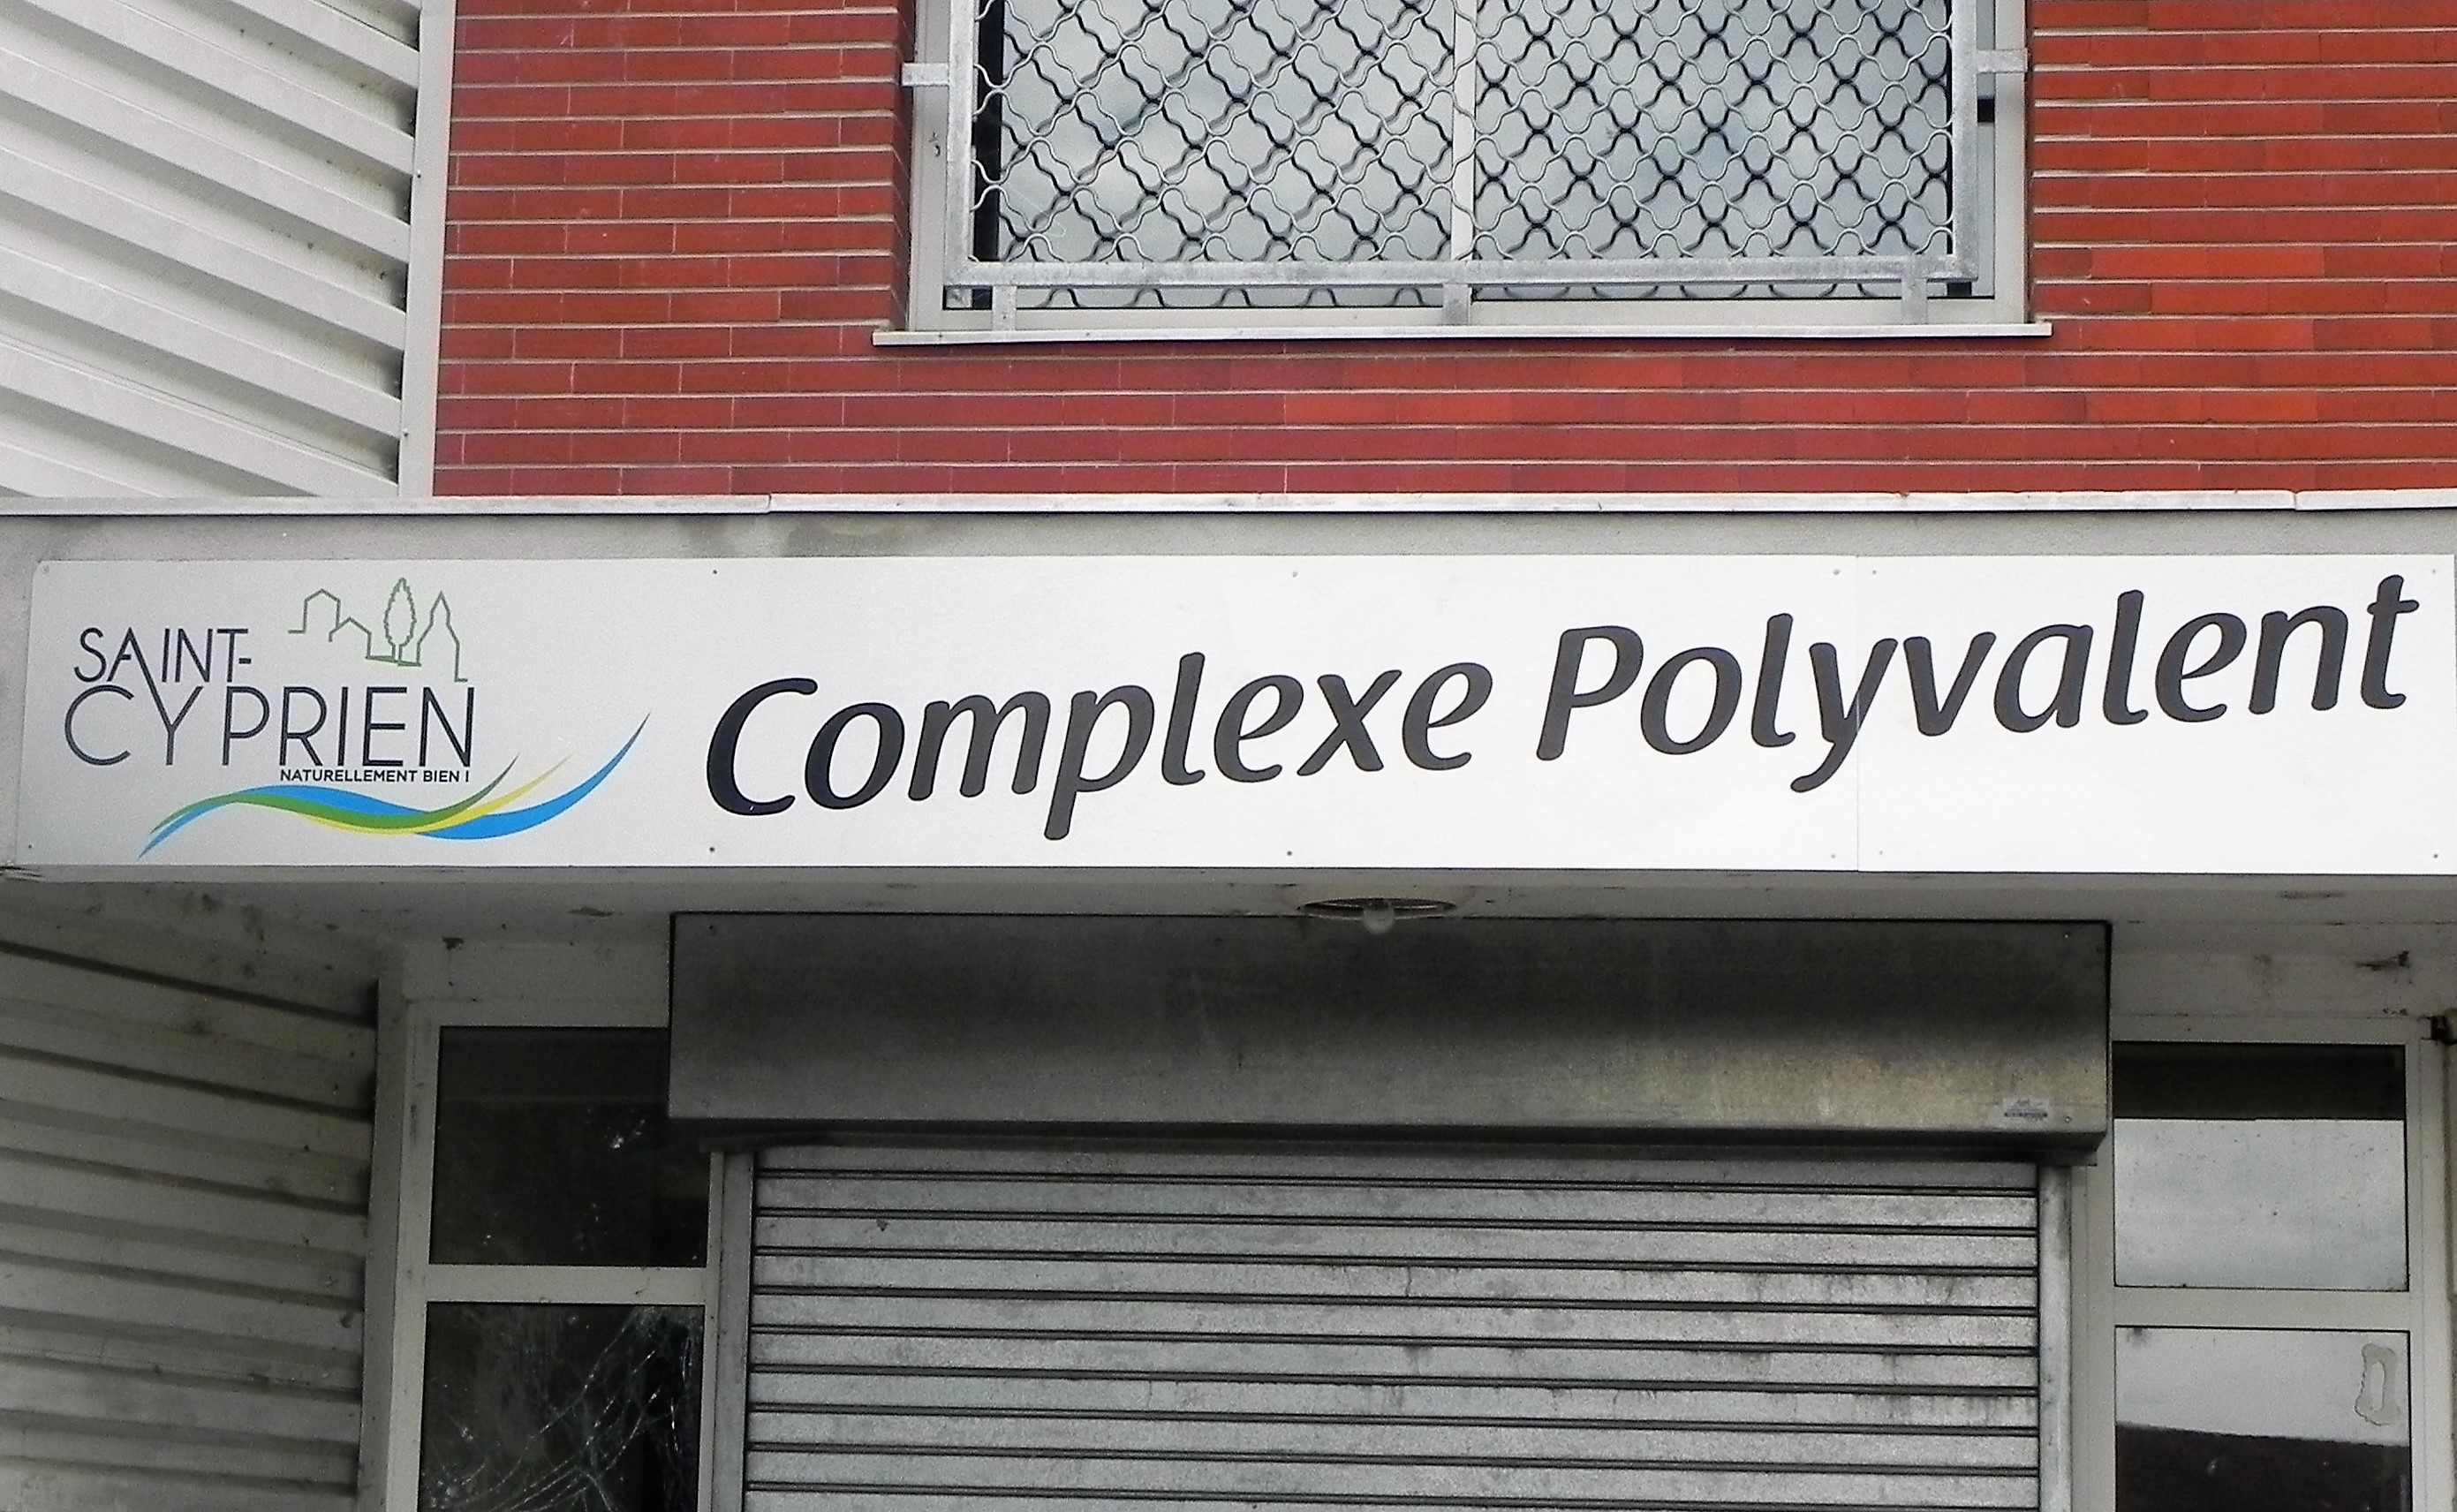 SAINT-
CYPRIEN
NATURELLEMENT BIEN !
Complexe Polyvalent